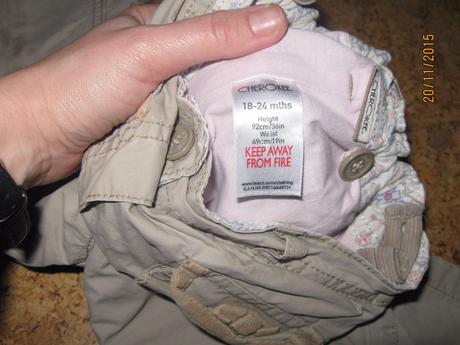 CHEROKEE
18-24 mths
Height
92cm/36in
Waist
49cm/19in
KEEP AWAY
FROM FIRE
CHEROKEE
20/11/2015